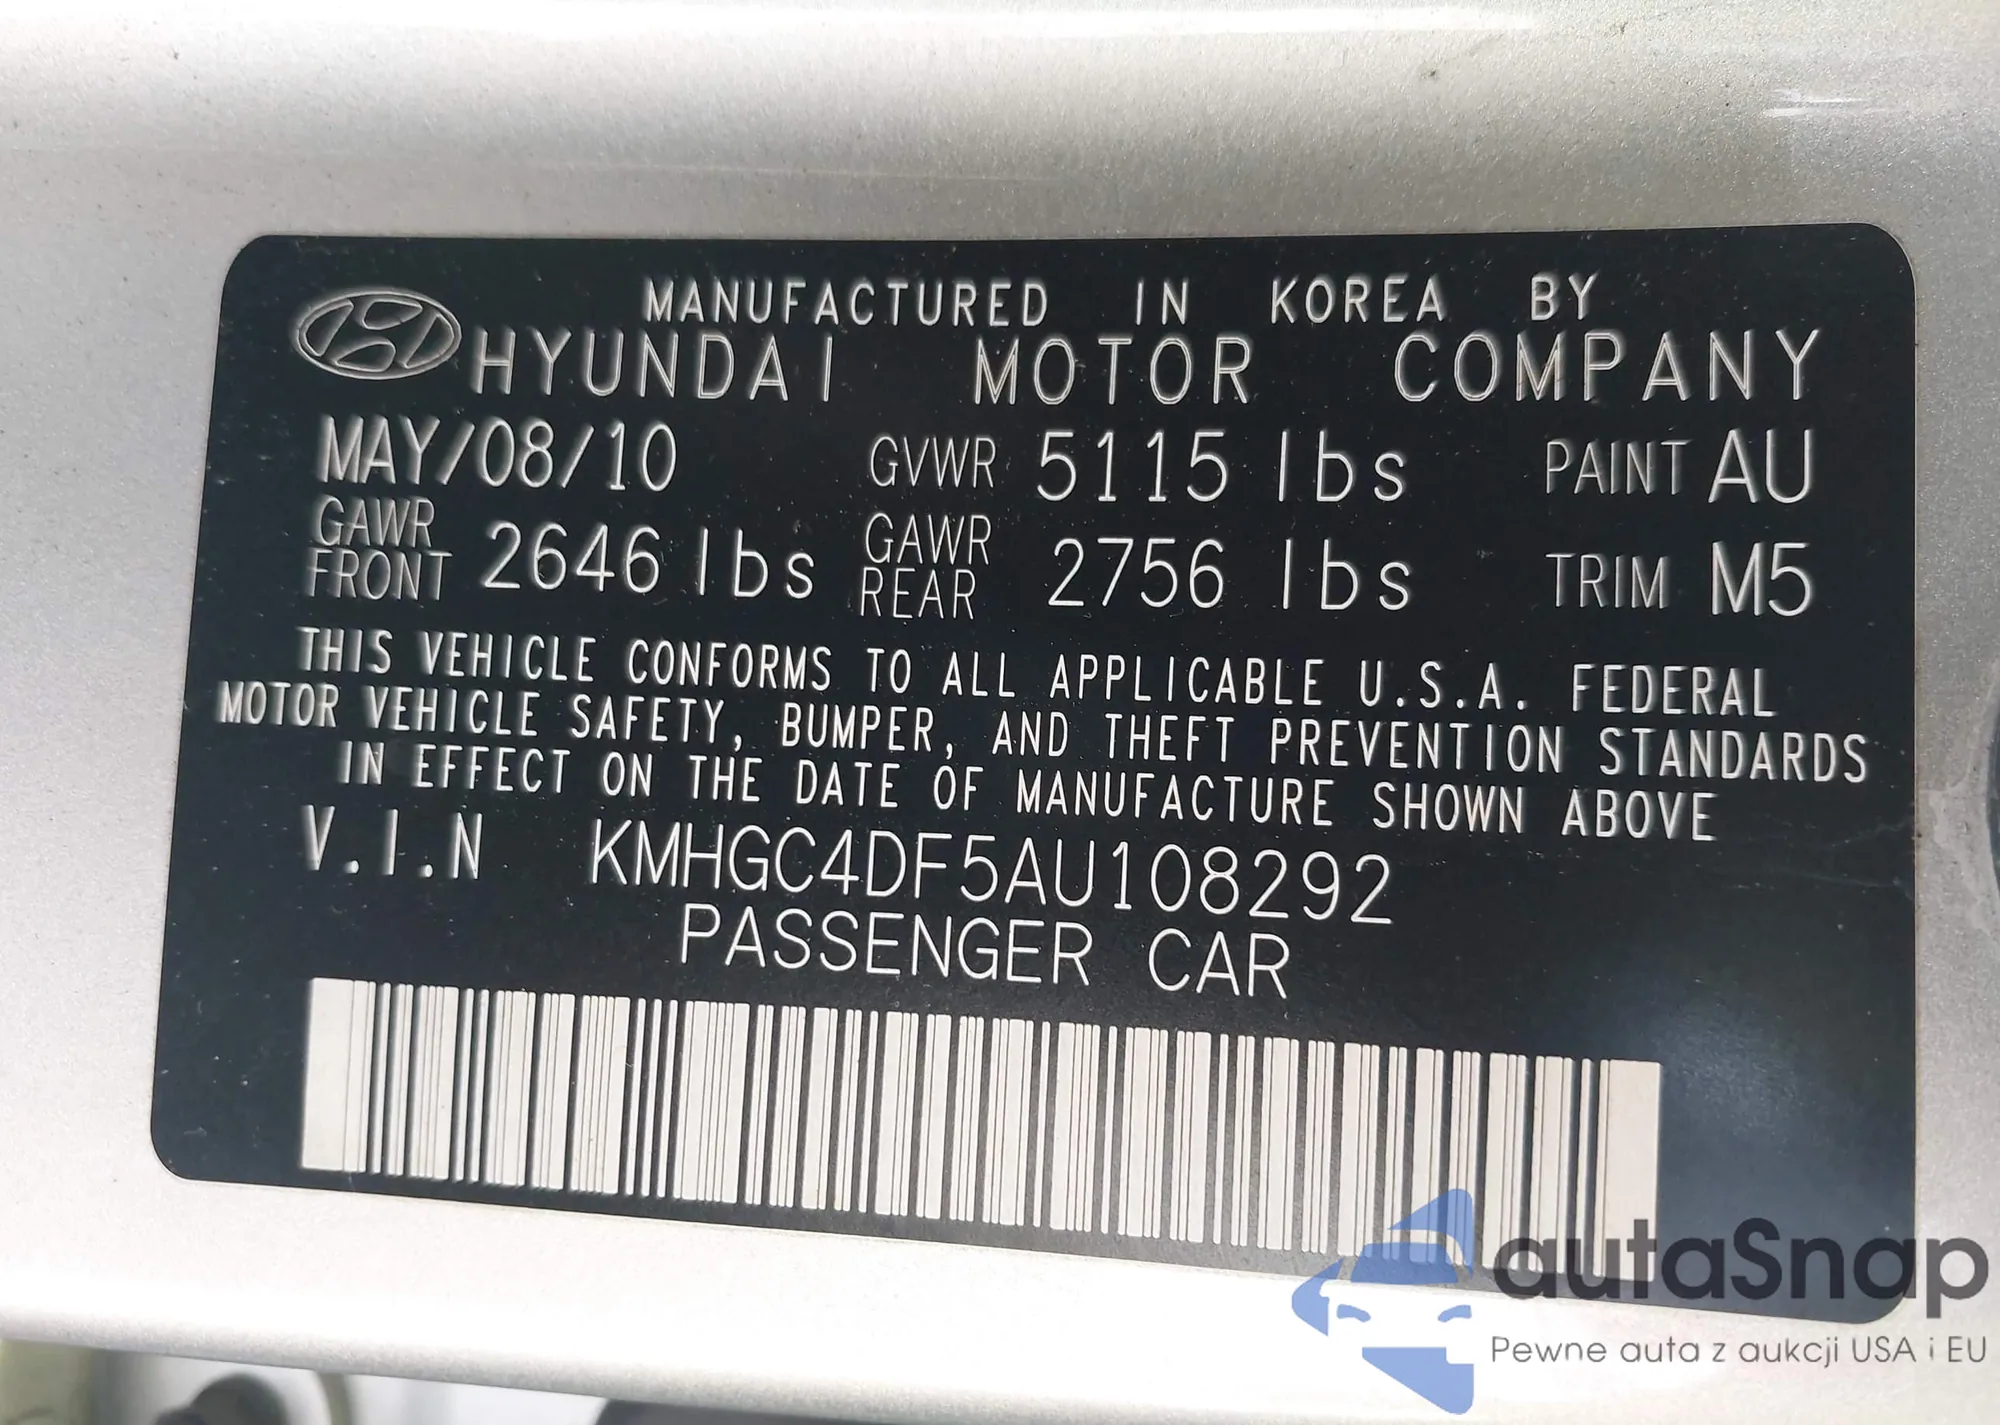 MANUFACTURED IN KOREA BY
HYUNDAI MOTOR COMPANY
MAY/08/10 GVWR 5115 lbs PAINT AU
GAWR FRONT 2646 lbs GAWR REAR 2756 lbs TRIM M5
THIS VEHICLE CONFORMS TO ALL APPLICABLE U.S.A. FEDERAL
MOTOR VEHICLE SAFETY, BUMPER, AND THEFT PREVENTION STANDARDS
IN EFFECT ON THE DATE OF MANUFACTURE SHOWN ABOVE
V.I.N KMHGC4DF5AU108292
PASSENGER CAR
autaSnap
Pewne auta z aukcji USA i EU